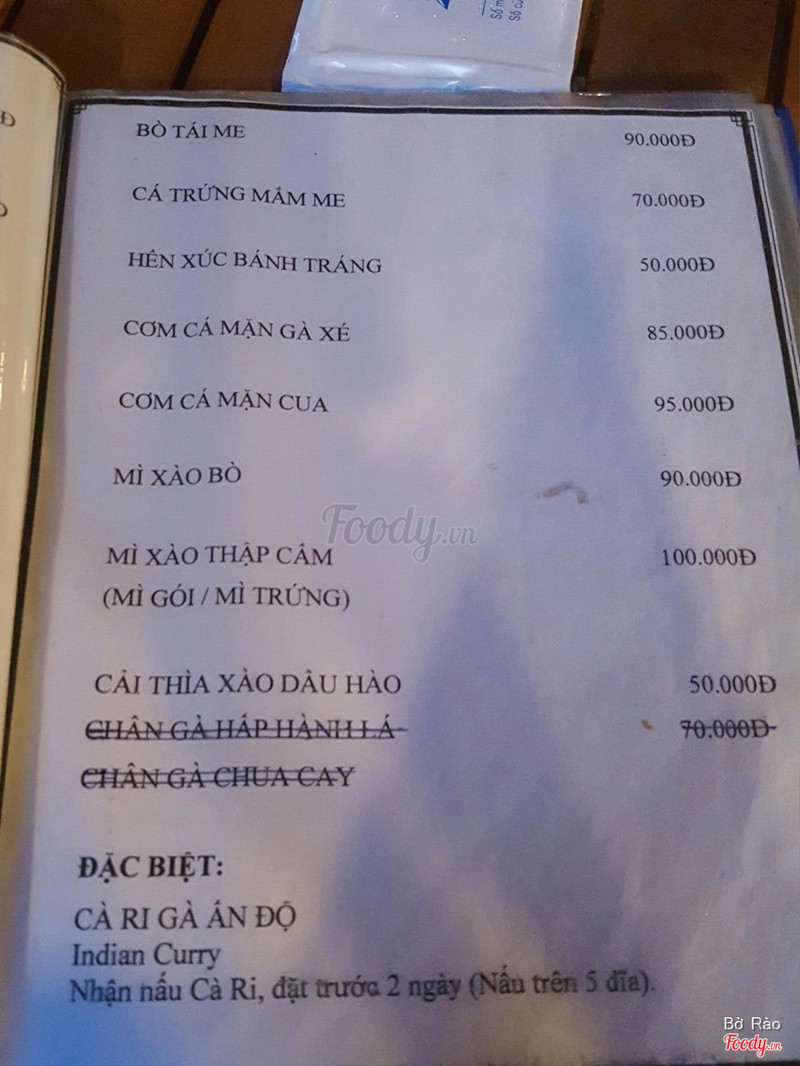 BÒ TÁI ME 90.000Đ
CÁ TRỨNG MẮM ME 70.000Đ
HẾN XÚC BÁNH TRÁNG 50.000Đ
CƠM CÁ MẶN GÀ XÉ 85.000Đ
CƠM CÁ MẶN CUA 95.000Đ
MÌ XÀO BÒ 90.000Đ
Foody.vn
MÌ XÀO THẬP CẨM 100.000Đ
(MÌ GÓI / MÌ TRỨNG)
CẢI THÌA XÀO DẦU HÀO 50.000Đ
CHÂN GÀ HẤP HÀNH LÁ 70.000Đ
CHÂN GÀ CHUA CAY
ĐẶC BIỆT:
CÀ RI GÀ ẤN ĐỘ
Indian Curry
Nhận nấu Cà Ri, đặt trước 2 ngày (Nấu trên 5 dĩa).
Bờ Rào
Foody.vn